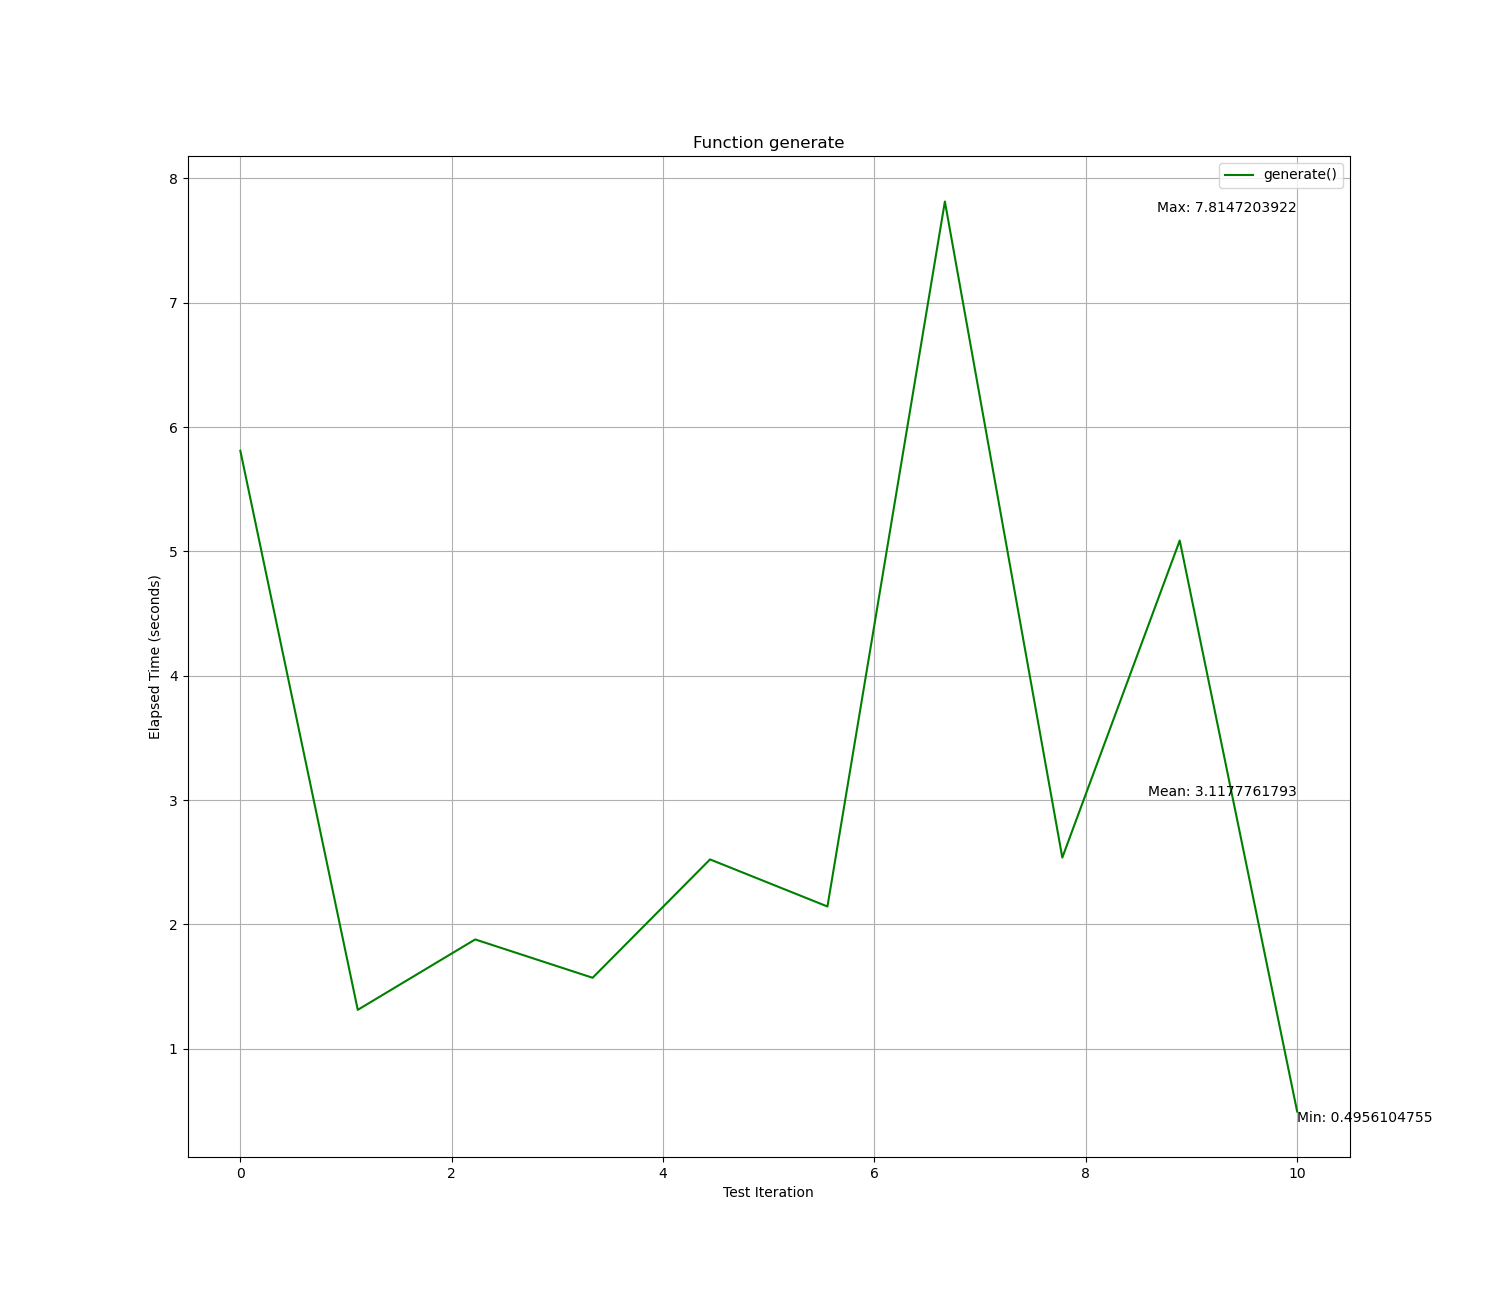 Function generate
generate()
Max: 7.8147203922
Mean: 3.1177761793
Min: 0.4956104755
8
7
6
5
4
3
2
1
Elapsed Time (seconds)
0 2 4 6 8 10
Test Iteration